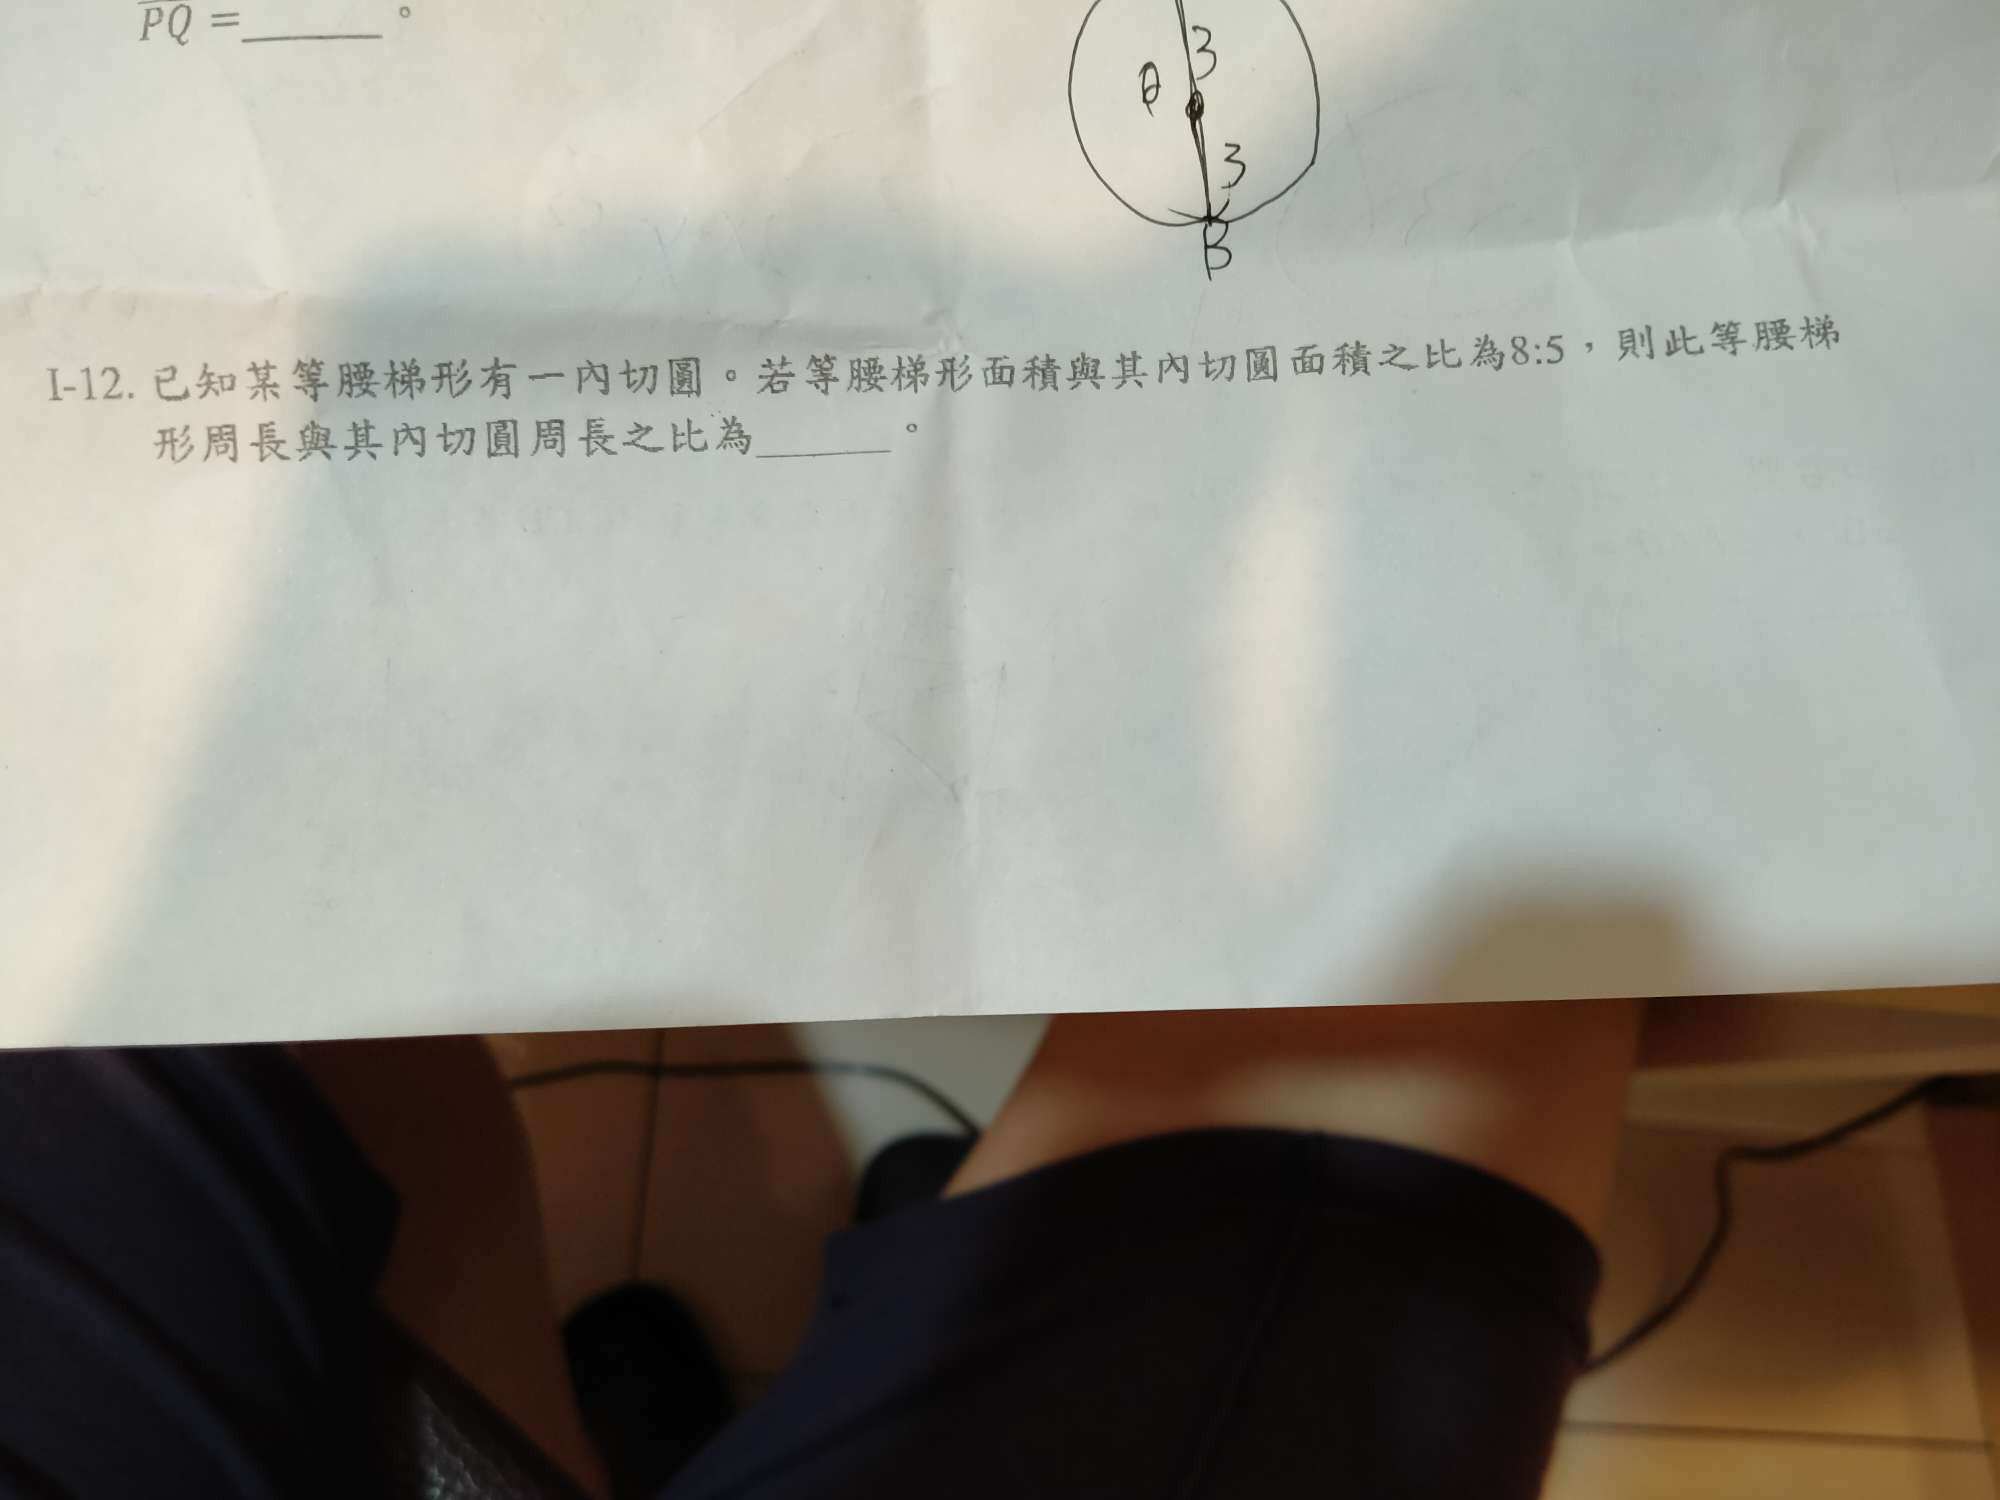 PQ =______。
3
θ
3
B
I-12. 已知某等腰梯形有一內切圓。若等腰梯形面積與其內切圓面積之比為8:5，則此等腰梯
形周長與其內切圓周長之比為______。